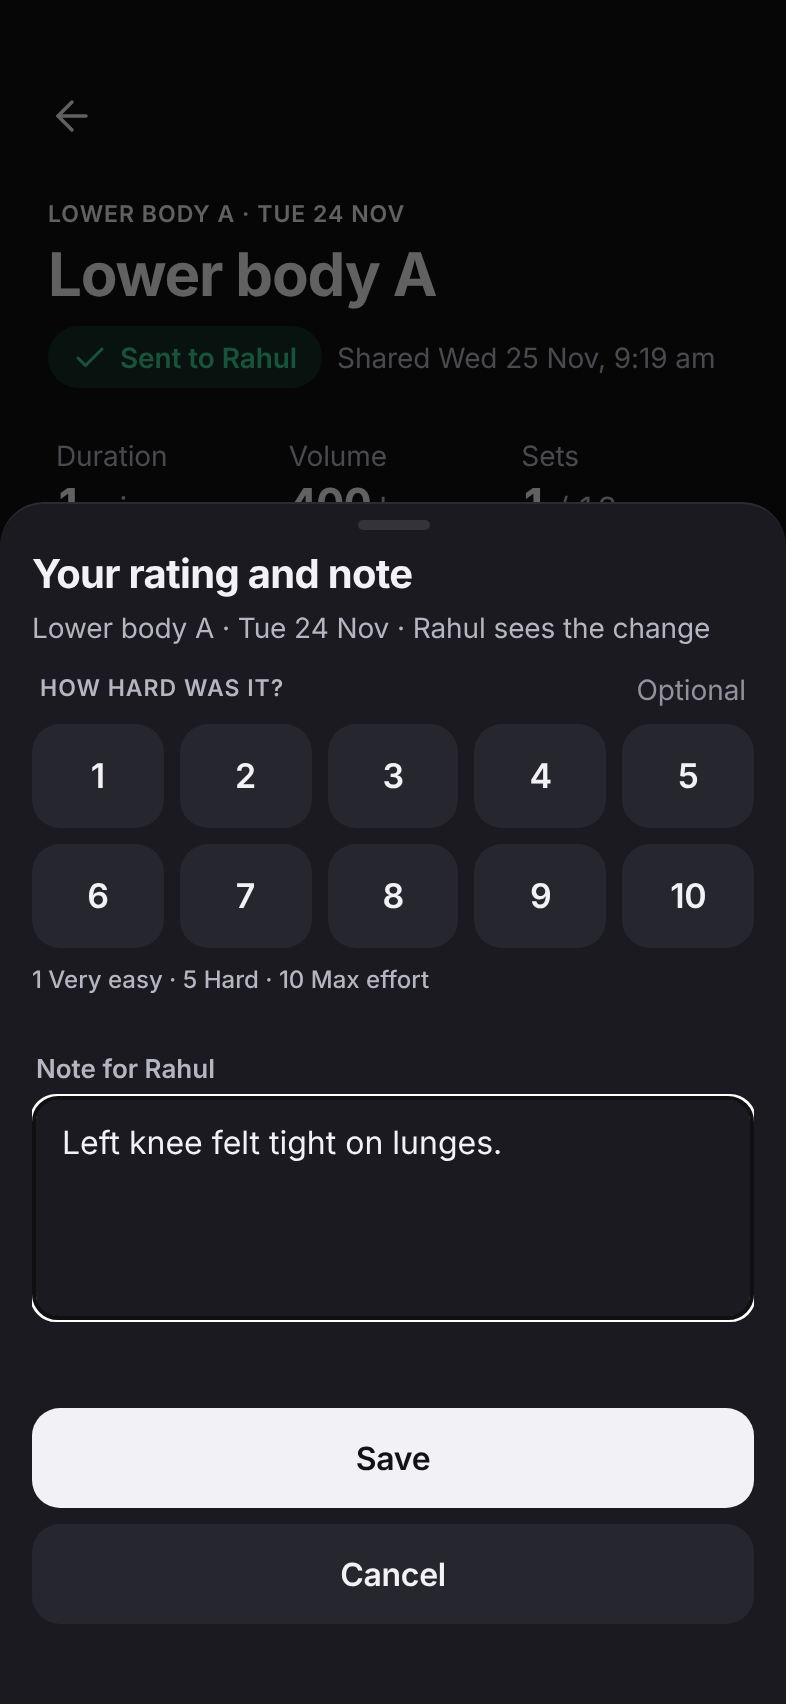 LOWER BODY A · TUE 24 NOV
Lower body A
Sent to Rahul Shared Wed 25 Nov, 9:19 am
Duration Volume Sets
Your rating and note
Lower body A · Tue 24 Nov · Rahul sees the change
HOW HARD WAS IT? Optional
1 2 3 4 5
6 7 8 9 10
1 Very easy · 5 Hard · 10 Max effort
Note for Rahul
Left knee felt tight on lunges.
Save
Cancel